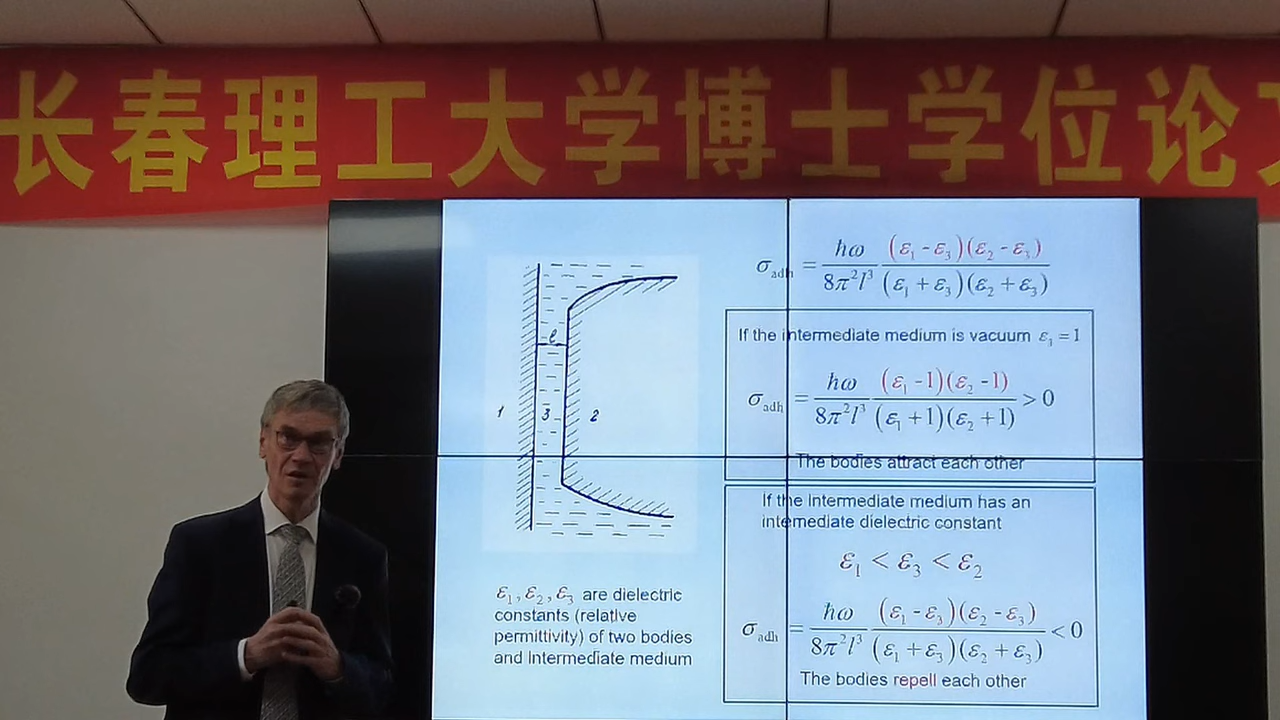 长春理工大学博士学位论
σ_adh = ħω/8π²l³ (ε₁ - ε₃)(ε₂ - ε₃)/(ε₁ + ε₃)(ε₂ + ε₃)
If the intermediate medium is vacuum ε₃ = 1
σ_adh = ħω/8π²l³ (ε₁ -1)(ε₂ -1)/(ε₁ +1)(ε₂ +1) > 0
The bodies attract each other
ℓ
1 3 2
If the Intermediate medium has an
intemediate dielectric constant
ε₁ < ε₃ < ε₂
σ_adh = ħω/8π²l³ (ε₁ - ε₃)(ε₂ - ε₃)/(ε₁ + ε₃)(ε₂ + ε₃) < 0
The bodies repell each other
ε₁, ε₂, ε₃ are dielectric
constants (relative
permittivity) of two bodies
and Intermediate medium